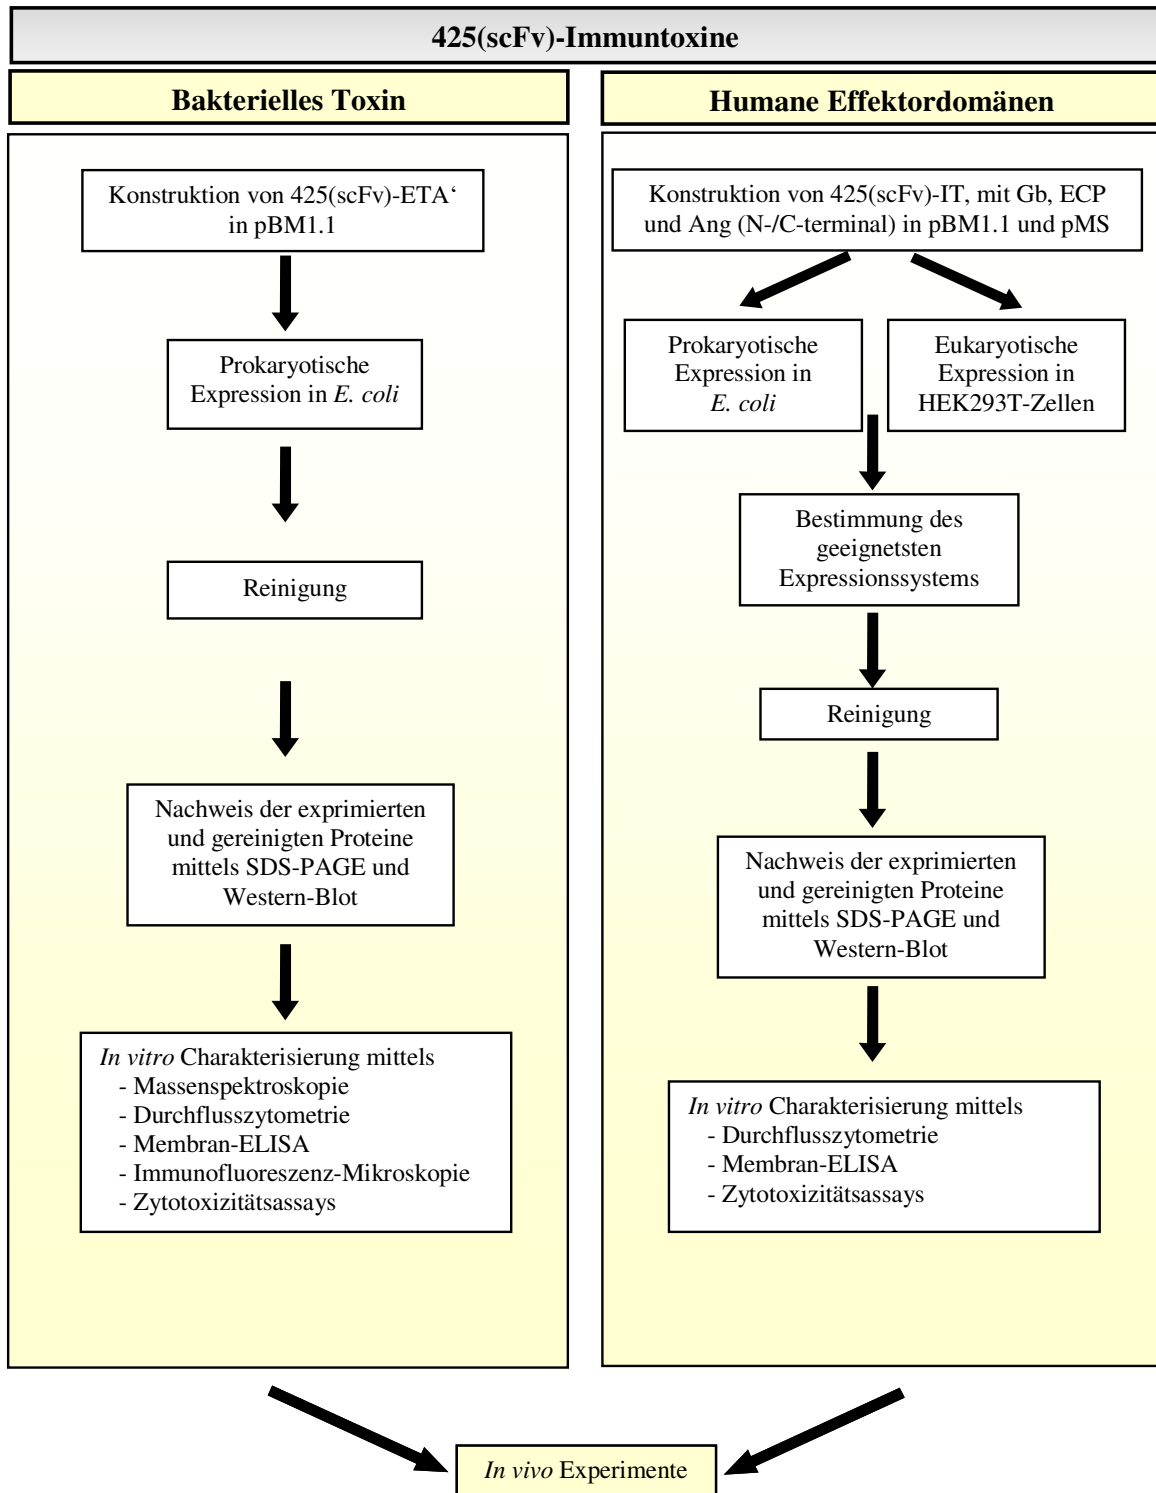 425(scFv)-Immuntoxine
Bakterielles Toxin
Konstruktion von 425(scFv)-ETA‘
in pBM1.1
Prokaryotische
Expression in E. coli
Reinigung
Nachweis der exprimierten
und gereinigten Proteine
mittels SDS-PAGE und
Western-Blot
In vitro Charakterisierung mittels
- Massenspektroskopie
- Durchflusszytometrie
- Membran-ELISA
- Immunofluoreszenz-Mikroskopie
- Zytotoxizitätsassays
Humane Effektordomänen
Konstruktion von 425(scFv)-IT, mit Gb, ECP
und Ang (N-/C-terminal) in pBM1.1 und pMS
Prokaryotische
Expression in
E. coli
Eukaryotische
Expression in
HEK293T-Zellen
Bestimmung des
geeignetsten
Expressionssystems
Reinigung
Nachweis der exprimierten
und gereinigten Proteine
mittels SDS-PAGE und
Western-Blot
In vitro Charakterisierung mittels
- Durchflusszytometrie
- Membran-ELISA
- Zytotoxizitätsassays
In vivo Experimente